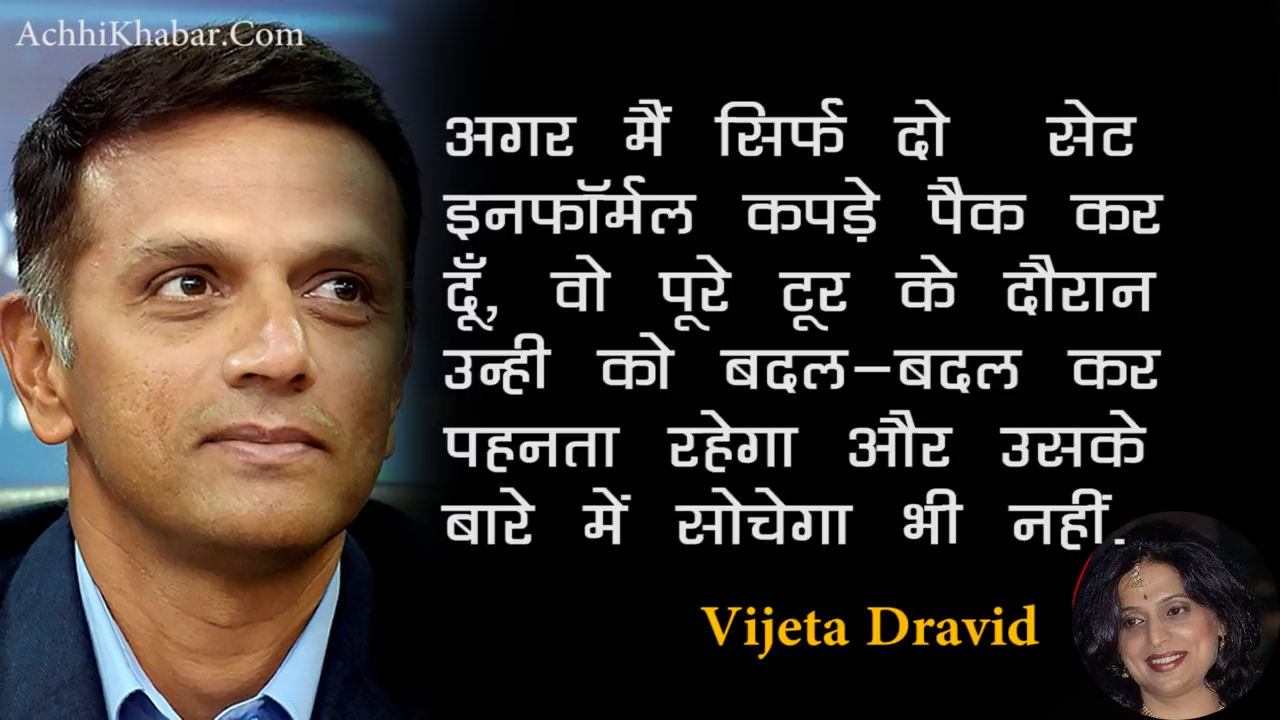 AchhiKhabar.Com
अगर मैं सिर्फ दो सेट
इनफॉर्मल कपड़े पैक कर
दूँ, वो पूरे टूर के दौरान
उन्ही को बदल-बदल कर
पहनता रहेगा और उसके
बारे में सोचेगा भी नहीं.
Vijeta Dravid